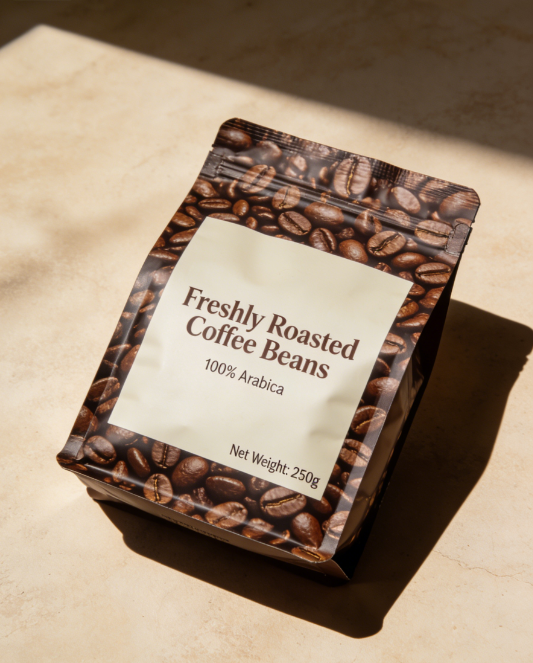 Freshly Roasted
Coffee Beans
100% Arabica
Net Weight: 250g